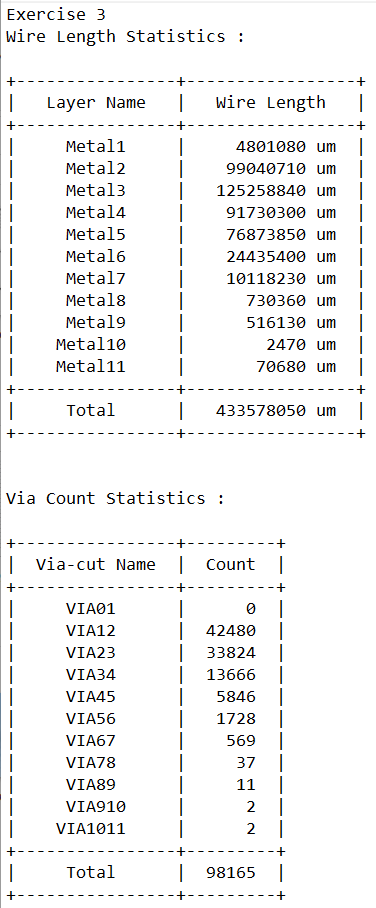 Exercise 3
Wire Length Statistics :
+----------------+-----------------+
|   Layer Name   |   Wire Length   |
+----------------+-----------------+
|     Metal1     |     4801080 um  |
|     Metal2     |    99040710 um  |
|     Metal3     |   125258840 um  |
|     Metal4     |    91730300 um  |
|     Metal5     |    76873850 um  |
|     Metal6     |    24435400 um  |
|     Metal7     |    10118230 um  |
|     Metal8     |      730360 um  |
|     Metal9     |      516130 um  |
|    Metal10     |        2470 um  |
|    Metal11     |       70680 um  |
+----------------+-----------------+
|     Total      |   433578050 um  |
+----------------+-----------------+
Via Count Statistics :
+----------------+---------+
|  Via-cut Name  |  Count  |
+----------------+---------+
|     VIA01      |      0  |
|     VIA12      |  42480  |
|     VIA23      |  33824  |
|     VIA34      |  13666  |
|     VIA45      |   5846  |
|     VIA56      |   1728  |
|     VIA67      |    569  |
|     VIA78      |     37  |
|     VIA89      |     11  |
|     VIA910     |      2  |
|    VIA1011     |      2  |
+----------------+---------+
|     Total      |  98165  |
+----------------+---------+